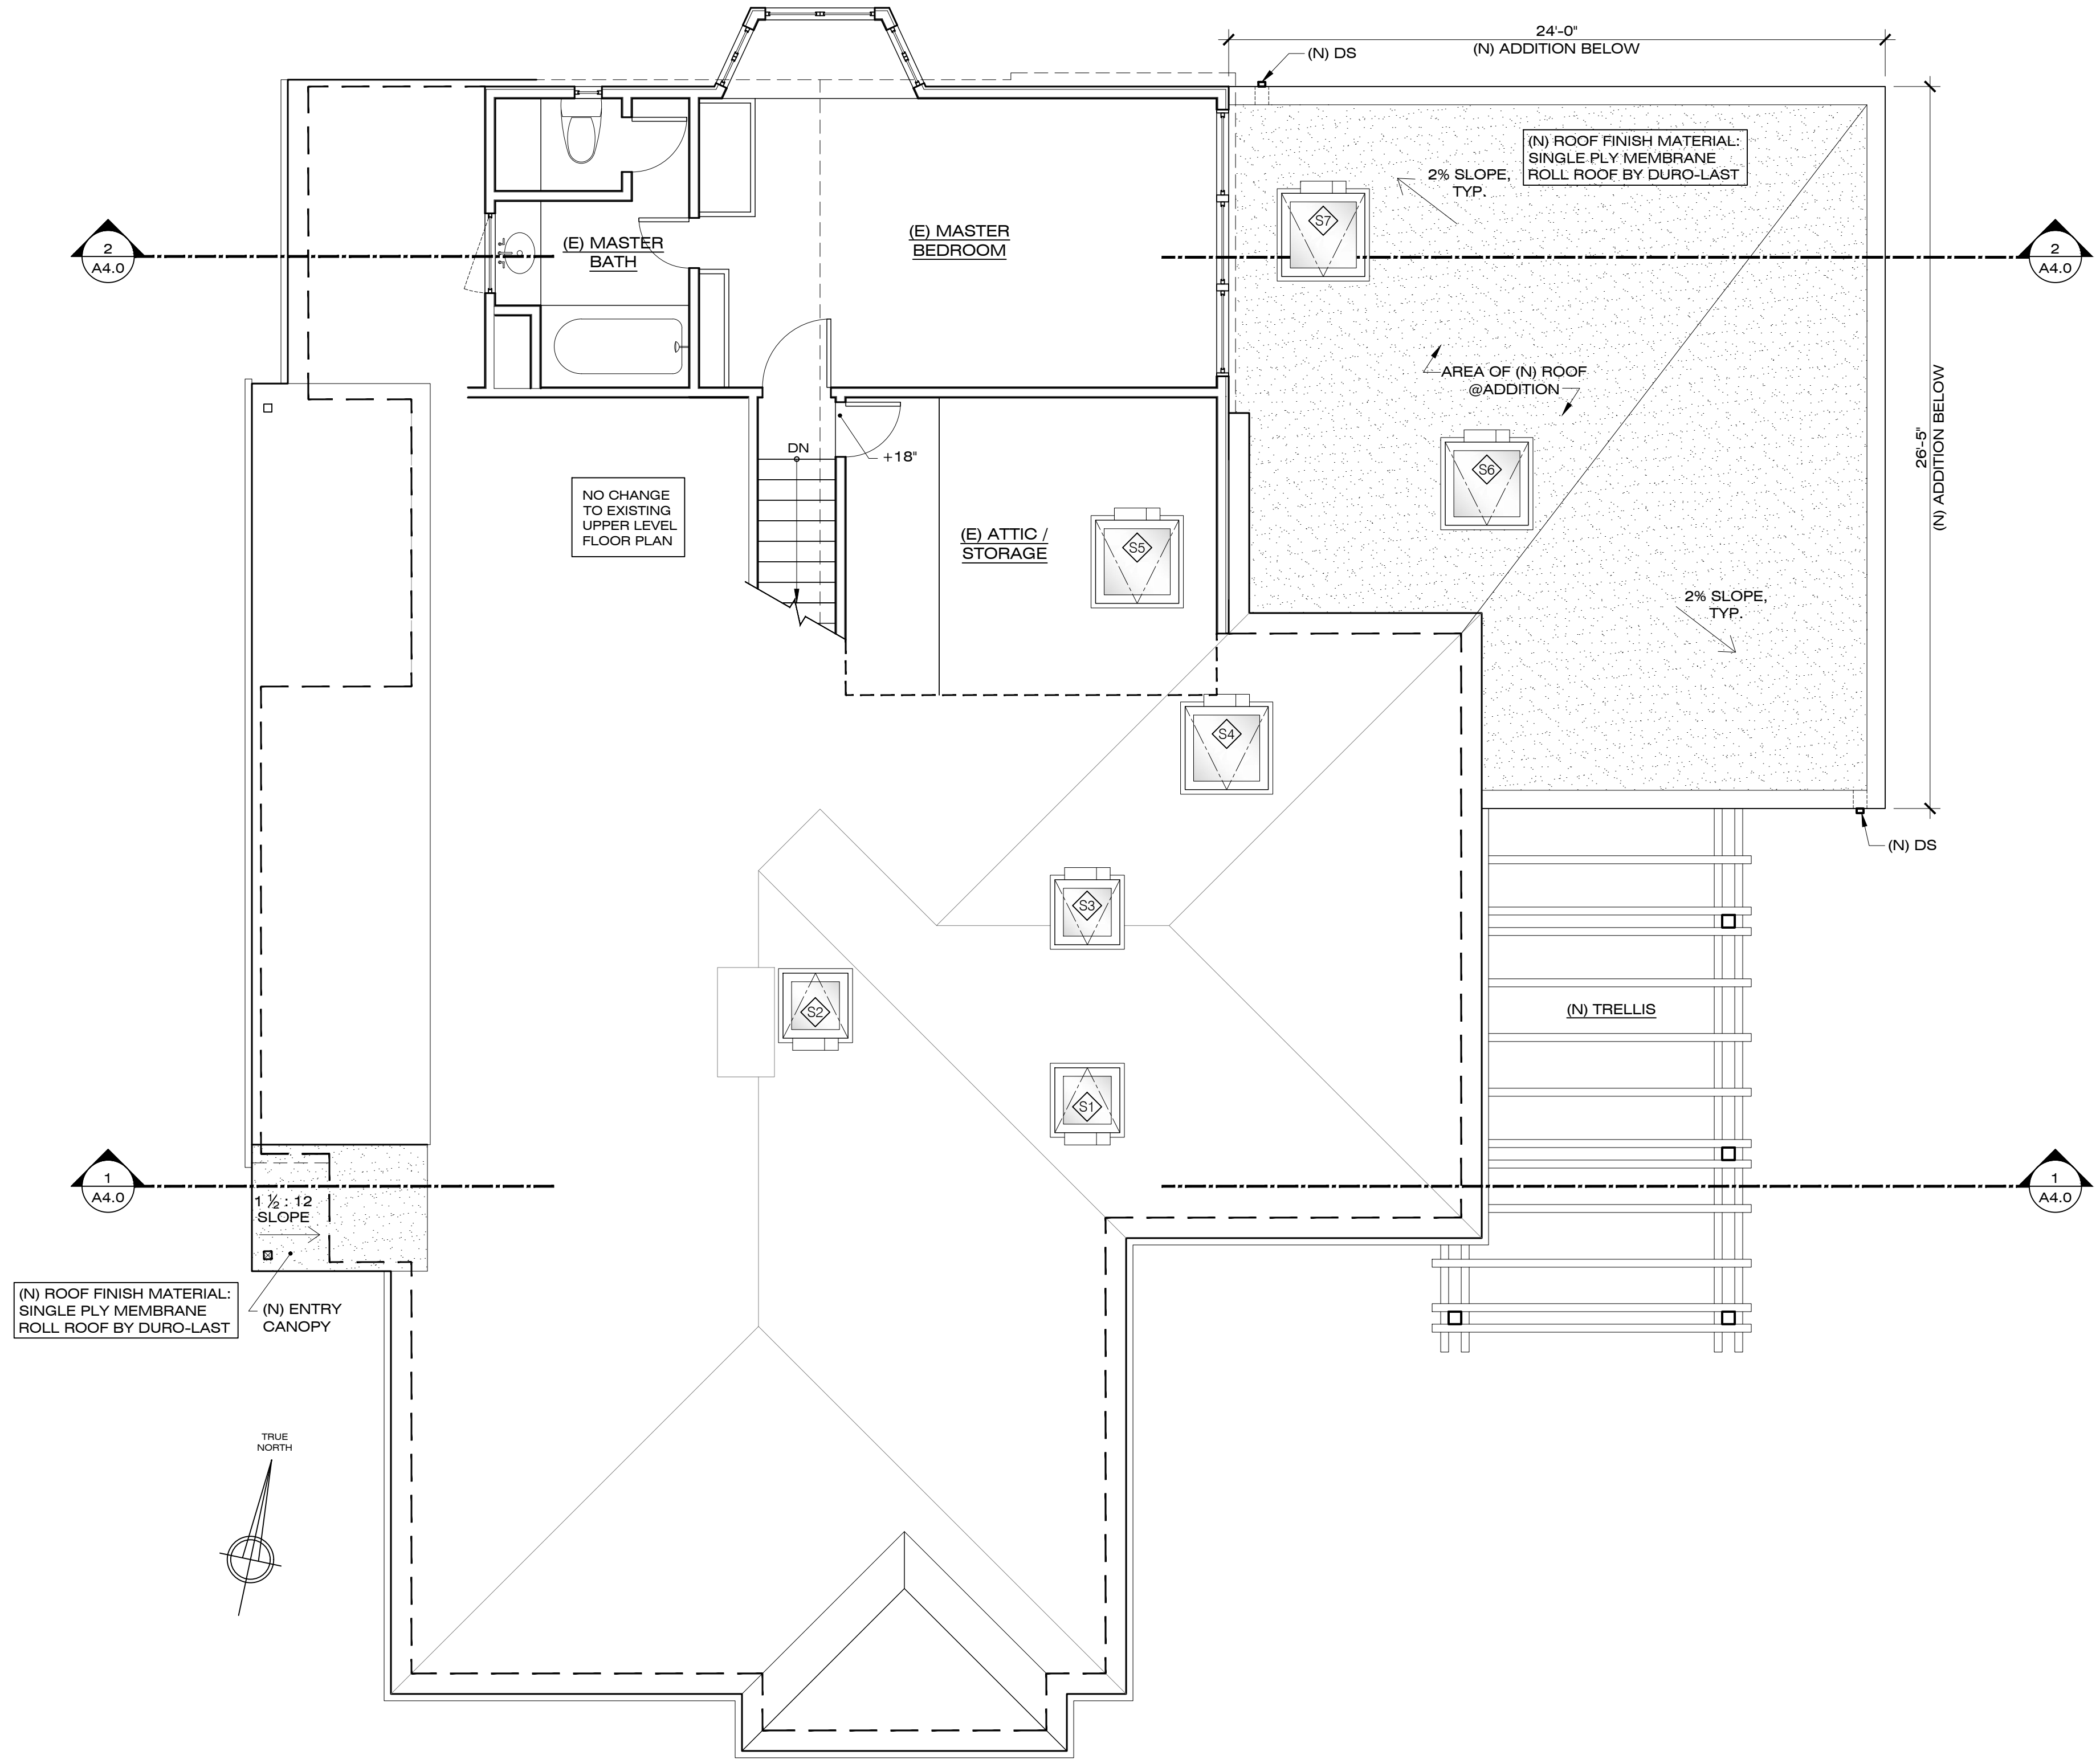 24'-0"
(N) ADDITION BELOW
(N) DS
(N) ROOF FINISH MATERIAL:
SINGLE PLY MEMBRANE
ROLL ROOF BY DURO-LAST
2% SLOPE,
TYP.
S7
2
A4.0
(E) MASTER
BATH
(E) MASTER
BEDROOM
2
A4.0
AREA OF (N) ROOF
@ADDITION
26'-5"
(N) ADDITION BELOW
DN
+18"
S6
NO CHANGE
TO EXISTING
UPPER LEVEL
FLOOR PLAN
(E) ATTIC /
STORAGE
S5
2% SLOPE,
TYP.
S4
(N) DS
S3
S2
(N) TRELLIS
S1
1
A4.0
1
A4.0
1 ½ : 12
SLOPE
(N) ROOF FINISH MATERIAL:
SINGLE PLY MEMBRANE
ROLL ROOF BY DURO-LAST
(N) ENTRY
CANOPY
TRUE
NORTH